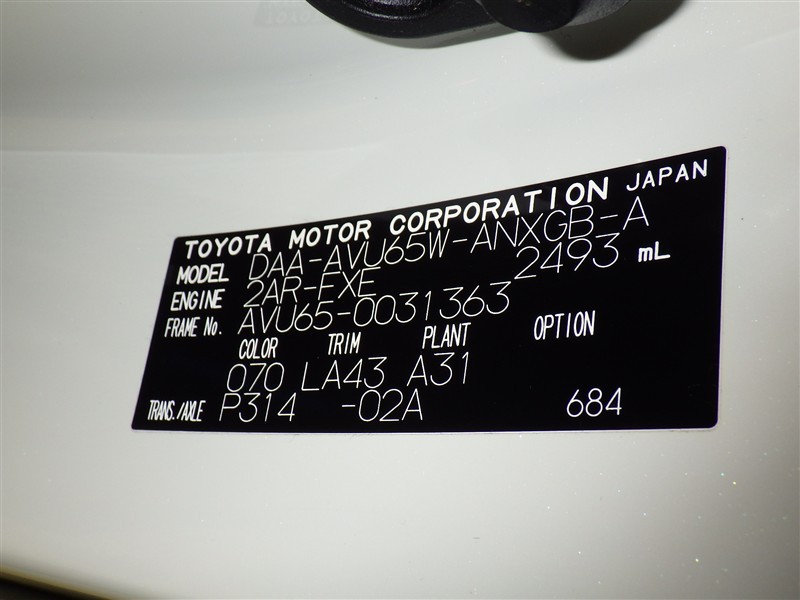 TOYOTA MOTOR CORPORATION JAPAN
MODEL DAA-AVU65W-ANXGB-A
ENGINE 2AR-FXE 2493 mL
FRAME No. AVU65-0031363
COLOR TRIM PLANT OPTION
070 LA43 A31
TRANS./AXLE P314 -02A 684